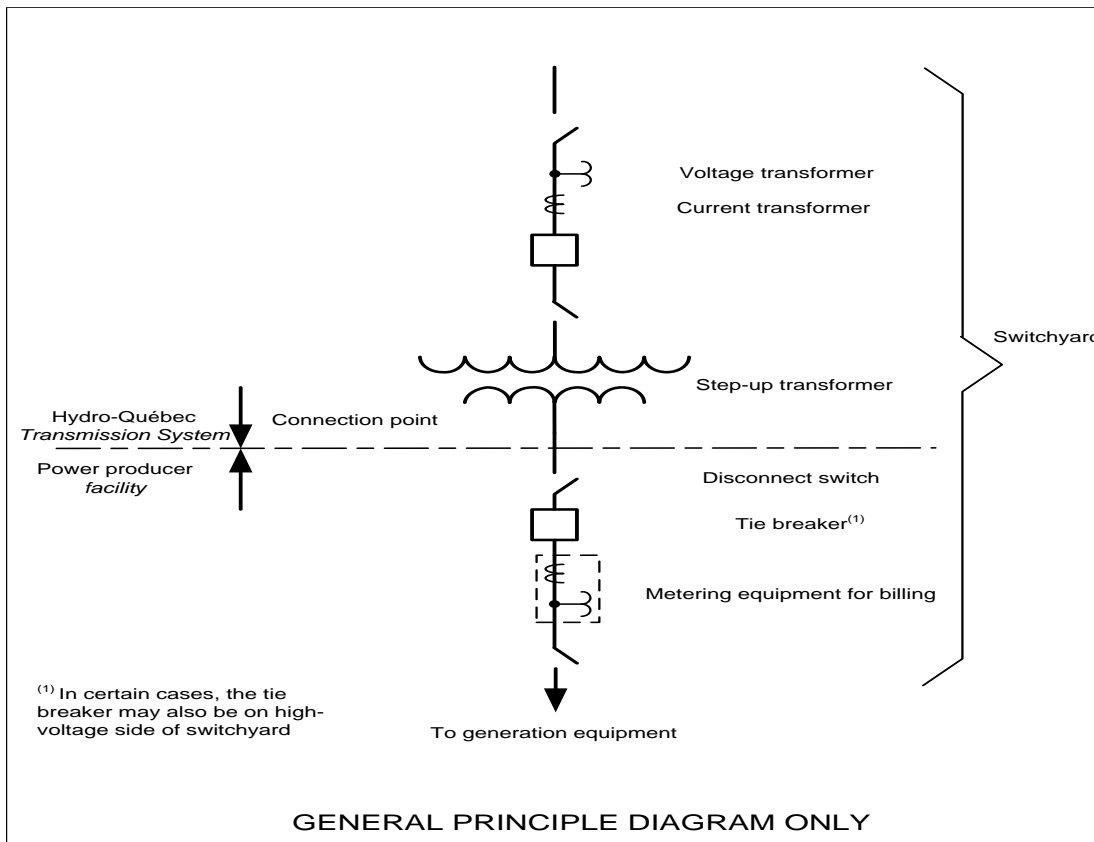 Voltage transformer
Current transformer
Switchyard
Step-up transformer
Hydro-Québec
Transmission System
Connection point
Power producer
facility
Disconnect switch
Tie breaker(1)
Metering equipment for billing
(1) In certain cases, the tie
breaker may also be on high-
voltage side of switchyard
To generation equipment
GENERAL PRINCIPLE DIAGRAM ONLY